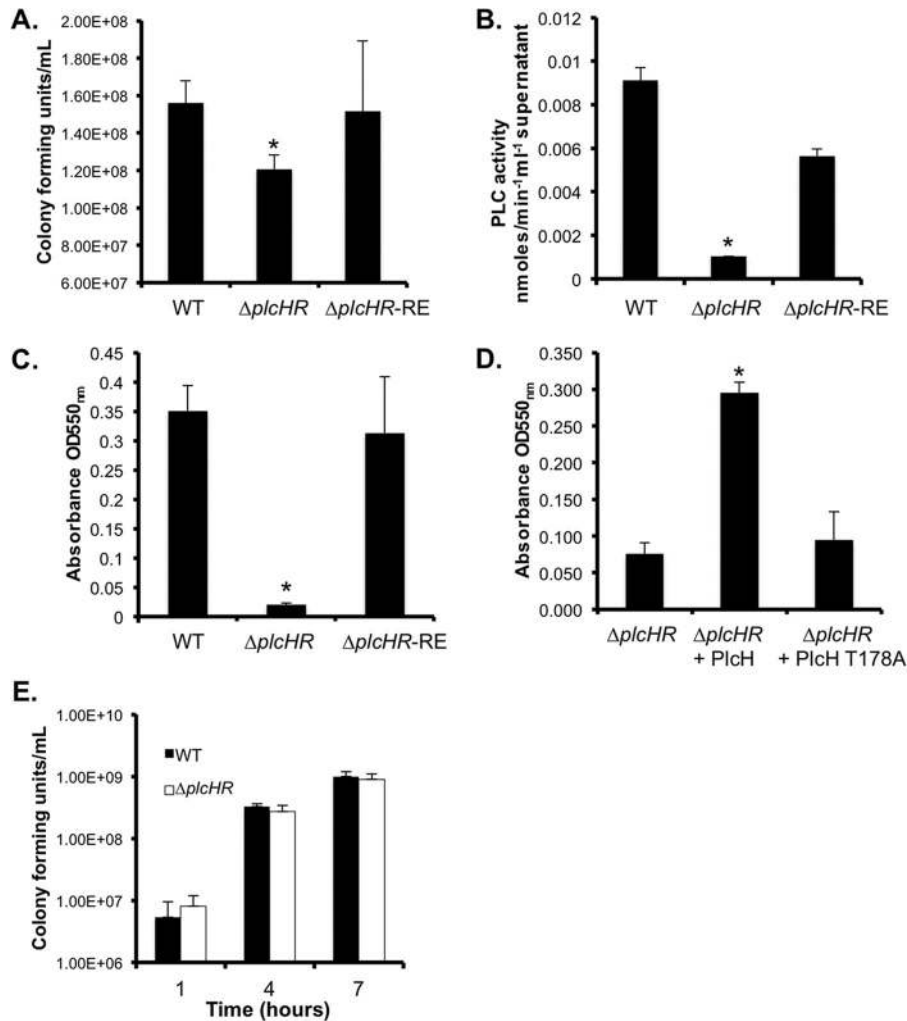 A.
Colony forming units/mL
2.00E+08
1.80E+08
1.60E+08
1.40E+08
1.20E+08
1.00E+08
8.00E+07
6.00E+07
*
WT
ΔplcHR
ΔplcHR-RE
B.
PLC activity
nmoles/min⁻¹ml⁻¹ supernatant
0.012
0.01
0.008
0.006
0.004
0.002
0
*
WT
ΔplcHR
ΔplcHR-RE
C.
Absorbance OD550nm
0.45
0.4
0.35
0.3
0.25
0.2
0.15
0.1
0.05
0
*
WT
ΔplcHR
ΔplcHR-RE
D.
Absorbance OD550nm
0.350
0.300
0.250
0.200
0.150
0.100
0.050
0.000
*
ΔplcHR
ΔplcHR
+ PlcH
ΔplcHR
+ PlcH T178A
E.
Colony forming units/mL
1.00E+10
1.00E+09
1.00E+08
1.00E+07
1.00E+06
WT
ΔplcHR
1
4
7
Time (hours)